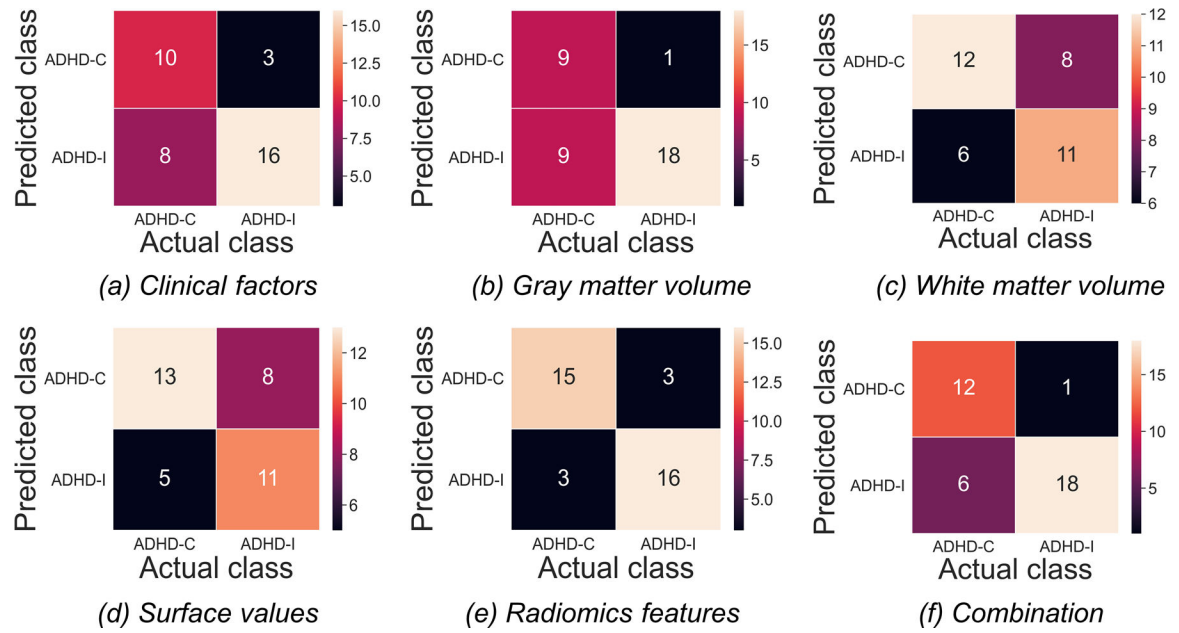 Predicted class
ADHD-C
ADHD-I
10
3
8
16
15.0
12.5
10.0
7.5
5.0
ADHD-C
ADHD-I
Actual class
(a) Clinical factors
Predicted class
ADHD-C
ADHD-I
9
1
9
18
15
10
5
ADHD-C
ADHD-I
Actual class
(b) Gray matter volume
Predicted class
ADHD-C
ADHD-I
12
8
6
11
12
11
10
9
8
7
6
ADHD-C
ADHD-I
Actual class
(c) White matter volume
Predicted class
ADHD-C
ADHD-I
13
8
5
11
12
10
8
6
ADHD-C
ADHD-I
Actual class
(d) Surface values
Predicted class
ADHD-C
ADHD-I
15
3
3
16
15.0
12.5
10.0
7.5
5.0
ADHD-C
ADHD-I
Actual class
(e) Radiomics features
Predicted class
ADHD-C
ADHD-I
12
1
6
18
15
10
5
ADHD-C
ADHD-I
Actual class
(f) Combination